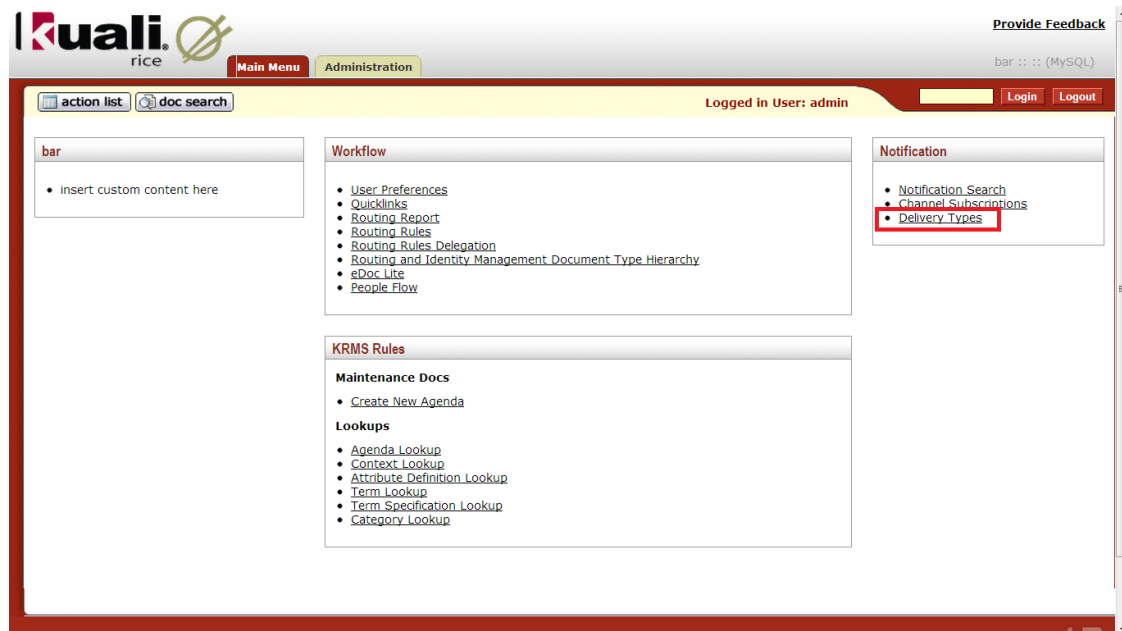 kuali.
rice
Provide Feedback
Main Menu
Administration
bar :: :: (MySQL)
action list
doc search
Logged in User: admin
Login
Logout
bar
insert custom content here
Workflow
User Preferences
Quicklinks
Routing Report
Routing Rules
Routing Rules Delegation
Routing and Identity Management Document Type Hierarchy
eDoc Lite
People Flow
KRMS Rules
Maintenance Docs
Create New Agenda
Lookups
Agenda Lookup
Context Lookup
Attribute Definition Lookup
Term Lookup
Term Specification Lookup
Category Lookup
Notification
Notification Search
Channel Subscriptions
Delivery Types